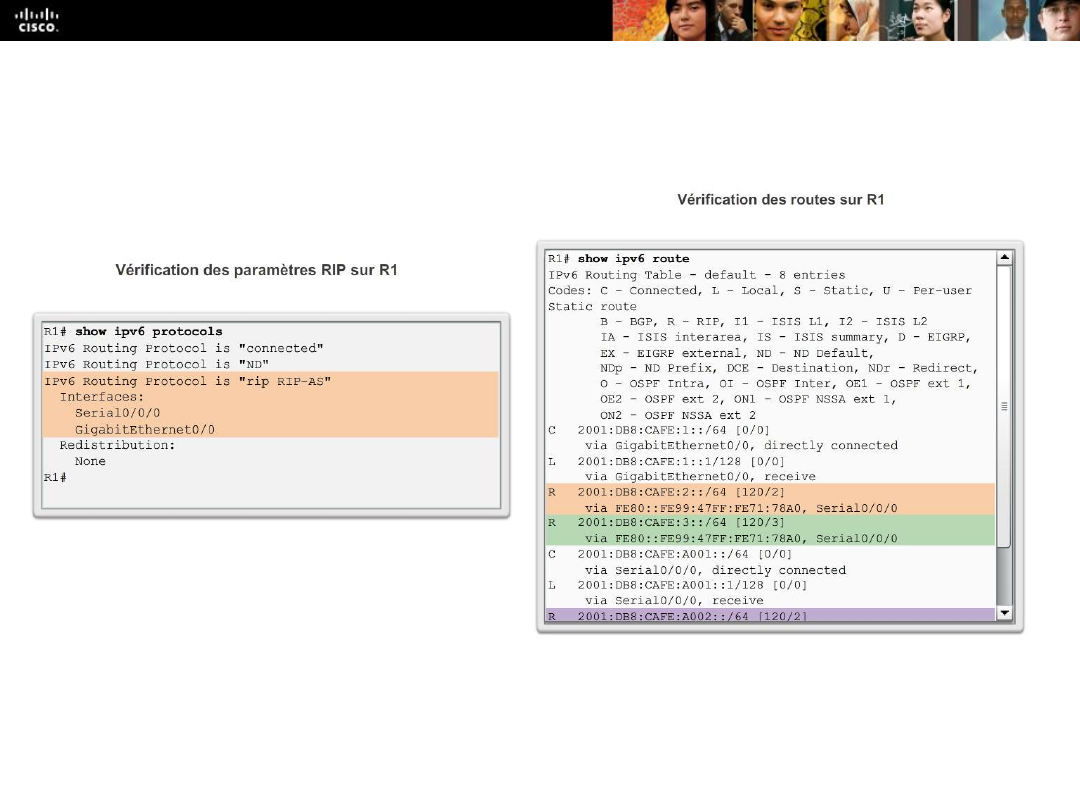 CISCO.
Vérification des paramètres RIP sur R1
R1# show ipv6 protocols
IPv6 Routing Protocol is "connected"
IPv6 Routing Protocol is "ND"
IPv6 Routing Protocol is "rip RIP-AS"
Interfaces:
Serial0/0/0
GigabitEthernet0/0
Redistribution:
None
R1#
Vérification des routes sur R1
R1# show ipv6 route
IPv6 Routing Table - default - 8 entries
Codes: C - Connected, L - Local, S - Static, U - Per-user
Static route
B - BGP, R - RIP, I1 - ISIS L1, I2 - ISIS L2
IA - ISIS interarea, IS - ISIS summary, D - EIGRP,
EX - EIGRP external, ND - ND Default,
NDp - ND Prefix, DCE - Destination, NDr - Redirect,
O - OSPF Intra, OI - OSPF Inter, OE1 - OSPF ext 1,
OE2 - OSPF ext 2, ON1 - OSPF NSSA ext 1,
ON2 - OSPF NSSA ext 2
C 2001:DB8:CAFE:1::/64 [0/0]
via GigabitEthernet0/0, directly connected
L 2001:DB8:CAFE:1::1/128 [0/0]
via GigabitEthernet0/0, receive
R 2001:DB8:CAFE:2::/64 [120/2]
via FE80::FE99:47FF:FE71:78A0, Serial0/0/0
R 2001:DB8:CAFE:3::/64 [120/3]
via FE80::FE99:47FF:FE71:78A0, Serial0/0/0
C 2001:DB8:CAFE:A001::/64 [0/0]
via Serial0/0/0, directly connected
L 2001:DB8:CAFE:A001::1/128 [0/0]
via Serial0/0/0, receive
R 2001:DB8:CAFE:A002::/64 [120/2]